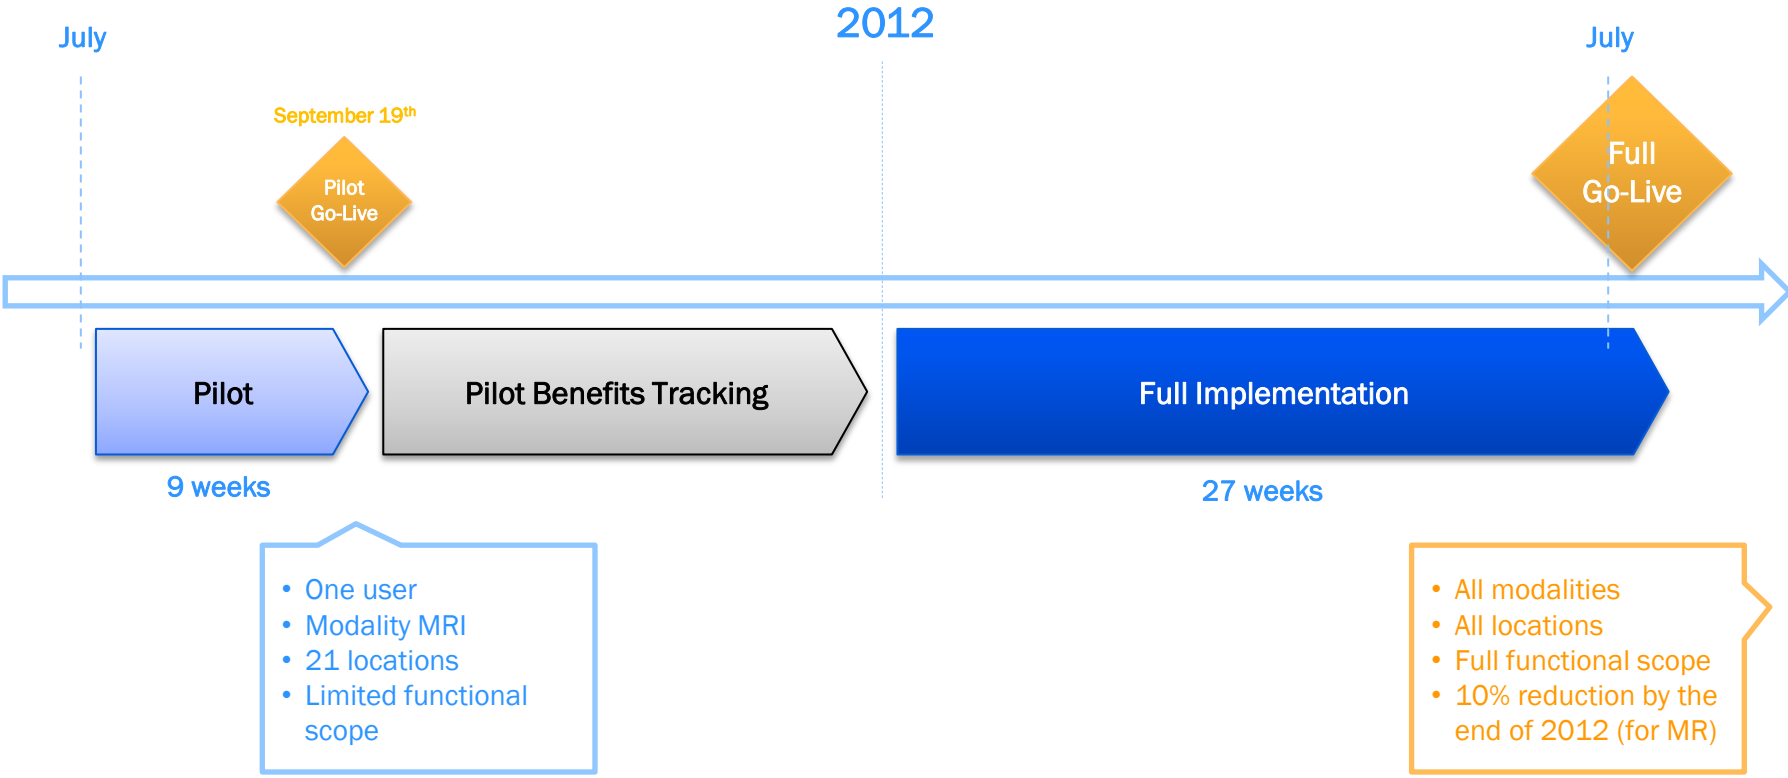 2012
July
July
September 19th
Pilot
Go-Live
Full
Go-Live
Pilot
Pilot Benefits Tracking
Full Implementation
9 weeks
27 weeks
• One user
• Modality MRI
• 21 locations
• Limited functional
scope
• All modalities
• All locations
• Full functional scope
• 10% reduction by the
end of 2012 (for MR)